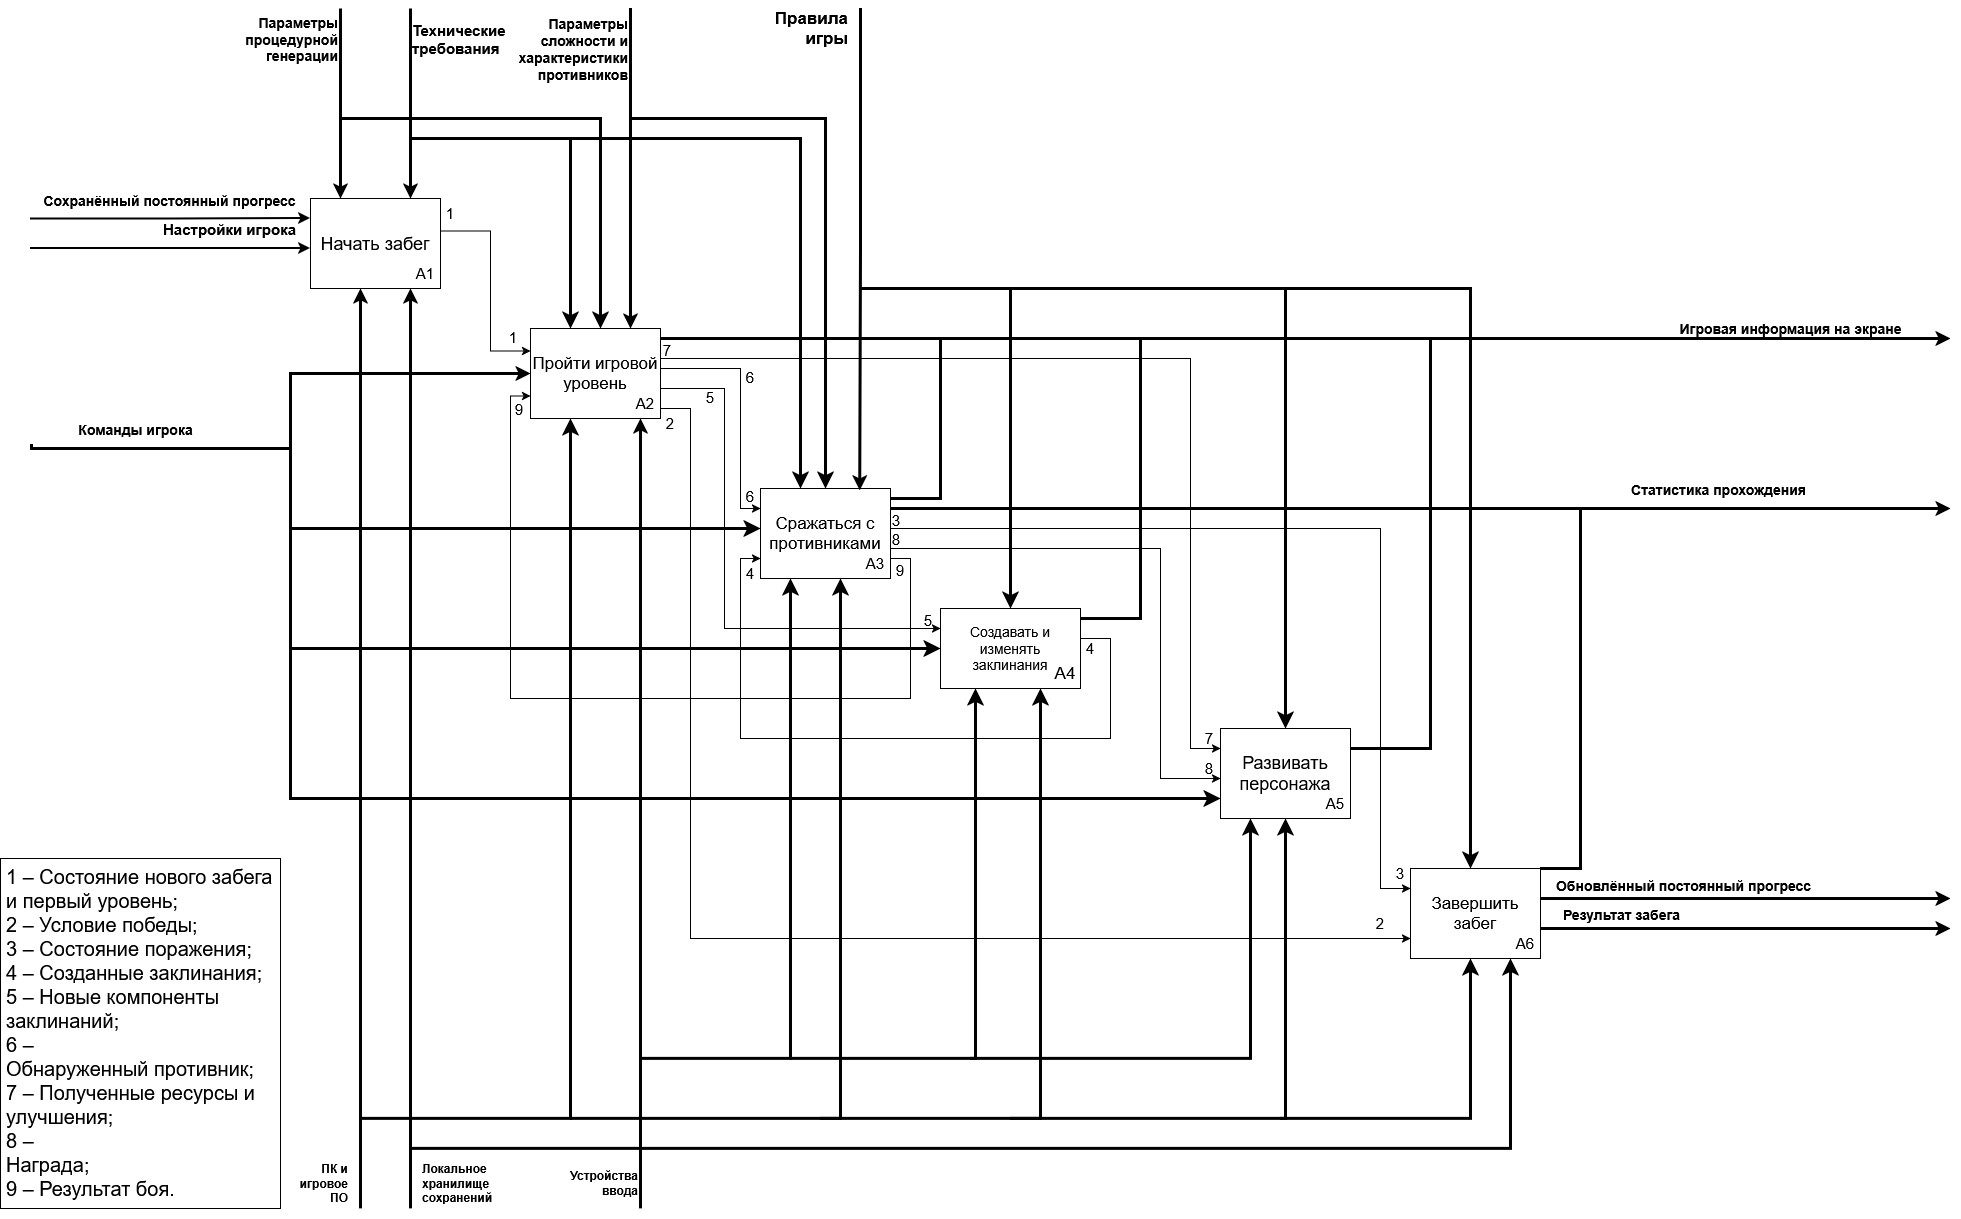 Параметры
процедурной
генерации
Технические
требования
Параметры
сложности и
характеристики
противников
Правила
игры
Сохранённый постоянный прогресс
Настройки игрока
1
Начать забег
A1
1
Пройти игровой
уровень
A2
9
7
6
5
2
Игровая информация на экране
Команды игрока
Статистика прохождения
6
Сражаться с
противниками
A3
4
3
8
9
5
Создавать и
изменять
заклинания
A4
4
7
8
Развивать
персонажа
A5
3
2
Завершить
забег
A6
Обновлённый постоянный прогресс
Результат забега
1 – Состояние нового забега
и первый уровень;
2 – Условие победы;
3 – Состояние поражения;
4 – Созданные заклинания;
5 – Новые компоненты
заклинаний;
6 –
Обнаруженный противник;
7 – Полученные ресурсы и
улучшения;
8 –
Награда;
9 – Результат боя.
ПК и
игровое
ПО
Локальное
хранилище
сохранений
Устройства
ввода